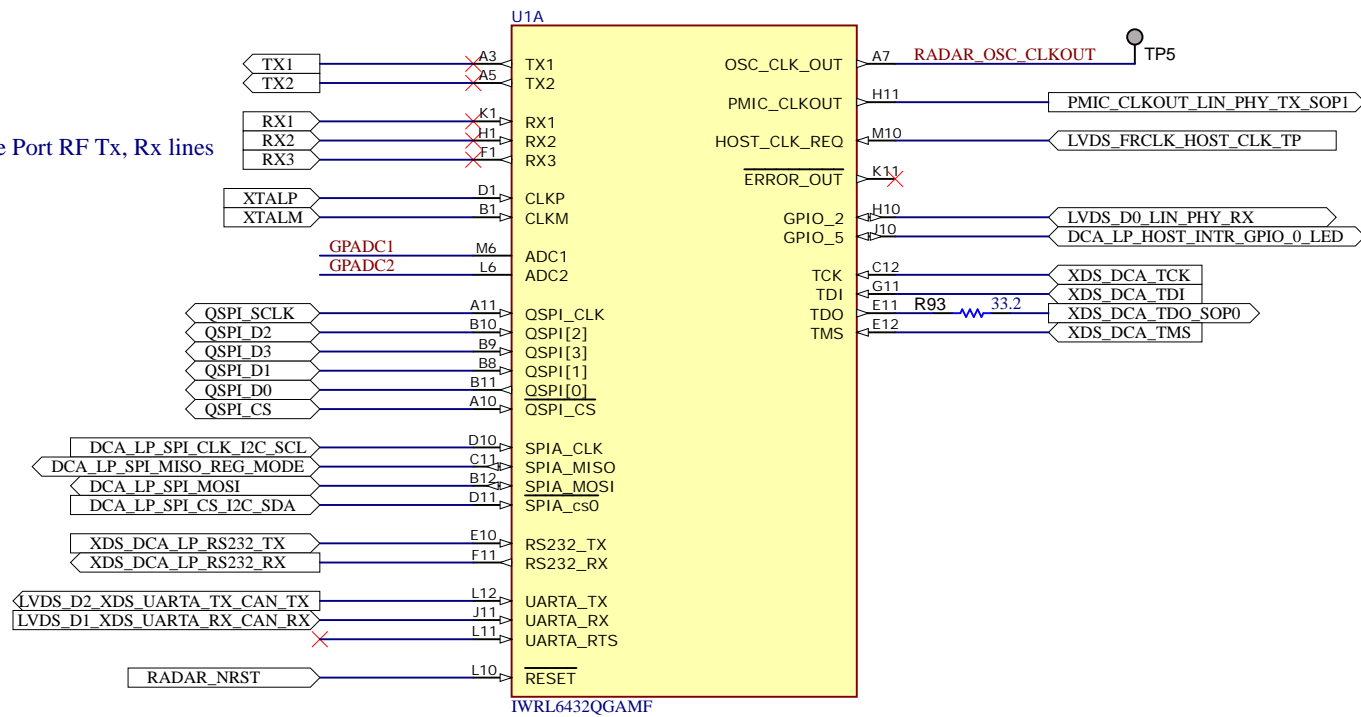 U1A
TX1 A3 TX1 OSC_CLK_OUT A7 RADAR_OSC_CLKOUT TP5
TX2 A5 TX2
PMIC_CLKOUT H11 PMIC_CLKOUT_LIN_PHY_TX_SOP1
RX1 K1 RX1
e Port RF Tx, Rx lines RX2 H1 RX2 HOST_CLK_REQ M10 LVDS_FRCLK_HOST_CLK_TP
RX3 F1 RX3
ERROR_OUT K11
XTALP D1 CLKP
XTALM B1 CLKM GPIO_2 H10 LVDS_D0_LIN_PHY_RX
GPIO_5 J10 DCA_LP_HOST_INTR_GPIO_0_LED
GPADC1 M6 ADC1
GPADC2 L6 ADC2 TCK C12 XDS_DCA_TCK
TDI G11 XDS_DCA_TDI
QSPI_SCLK A11 QSPI_CLK TDO E11 R93 33.2 XDS_DCA_TDO_SOP0
QSPI_D2 B10 QSPI[2] TMS E12 XDS_DCA_TMS
QSPI_D3 B9 QSPI[3]
QSPI_D1 B8 QSPI[1]
QSPI_D0 B11 QSPI[0]
QSPI_CS A10 QSPI_CS
DCA_LP_SPI_CLK_I2C_SCL D10 SPIA_CLK
DCA_LP_SPI_MISO_REG_MODE C11 SPIA_MISO
DCA_LP_SPI_MOSI B12 SPIA_MOSI
DCA_LP_SPI_CS_I2C_SDA D11 SPIA_cs0
XDS_DCA_LP_RS232_TX E10 RS232_TX
XDS_DCA_LP_RS232_RX F11 RS232_RX
LVDS_D2_XDS_UARTA_TX_CAN_TX L12 UARTA_TX
LVDS_D1_XDS_UARTA_RX_CAN_RX J11 UARTA_RX
L11 UARTA_RTS
RADAR_NRST L10 RESET
IWRL6432QGAMF